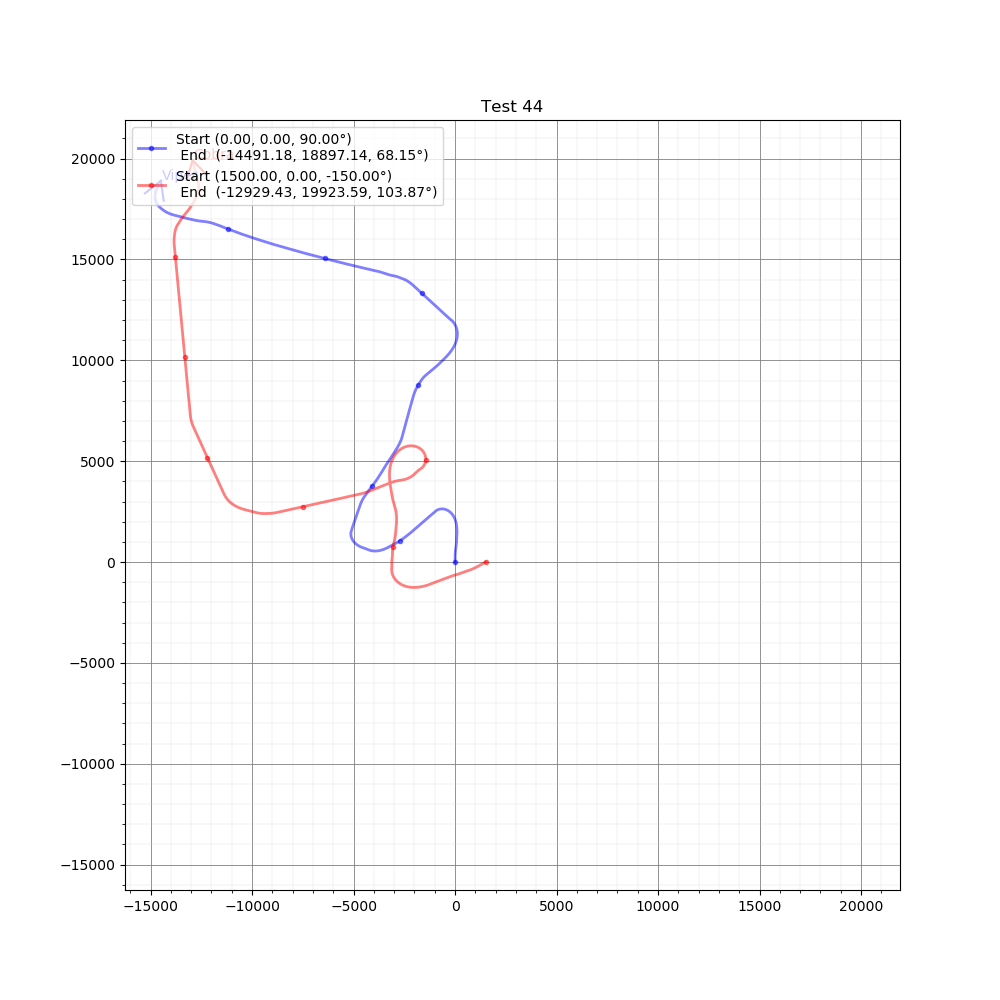 Test 44
Start (0.00, 0.00, 90.00°)
End (-14491.18, 18897.14, 68.15°)
Start (1500.00, 0.00, -150.00°)
End (-12929.43, 19923.59, 103.87°)
20000
15000
10000
5000
0
−5000
−10000
−15000
−15000 −10000 −5000 0 5000 10000 15000 20000